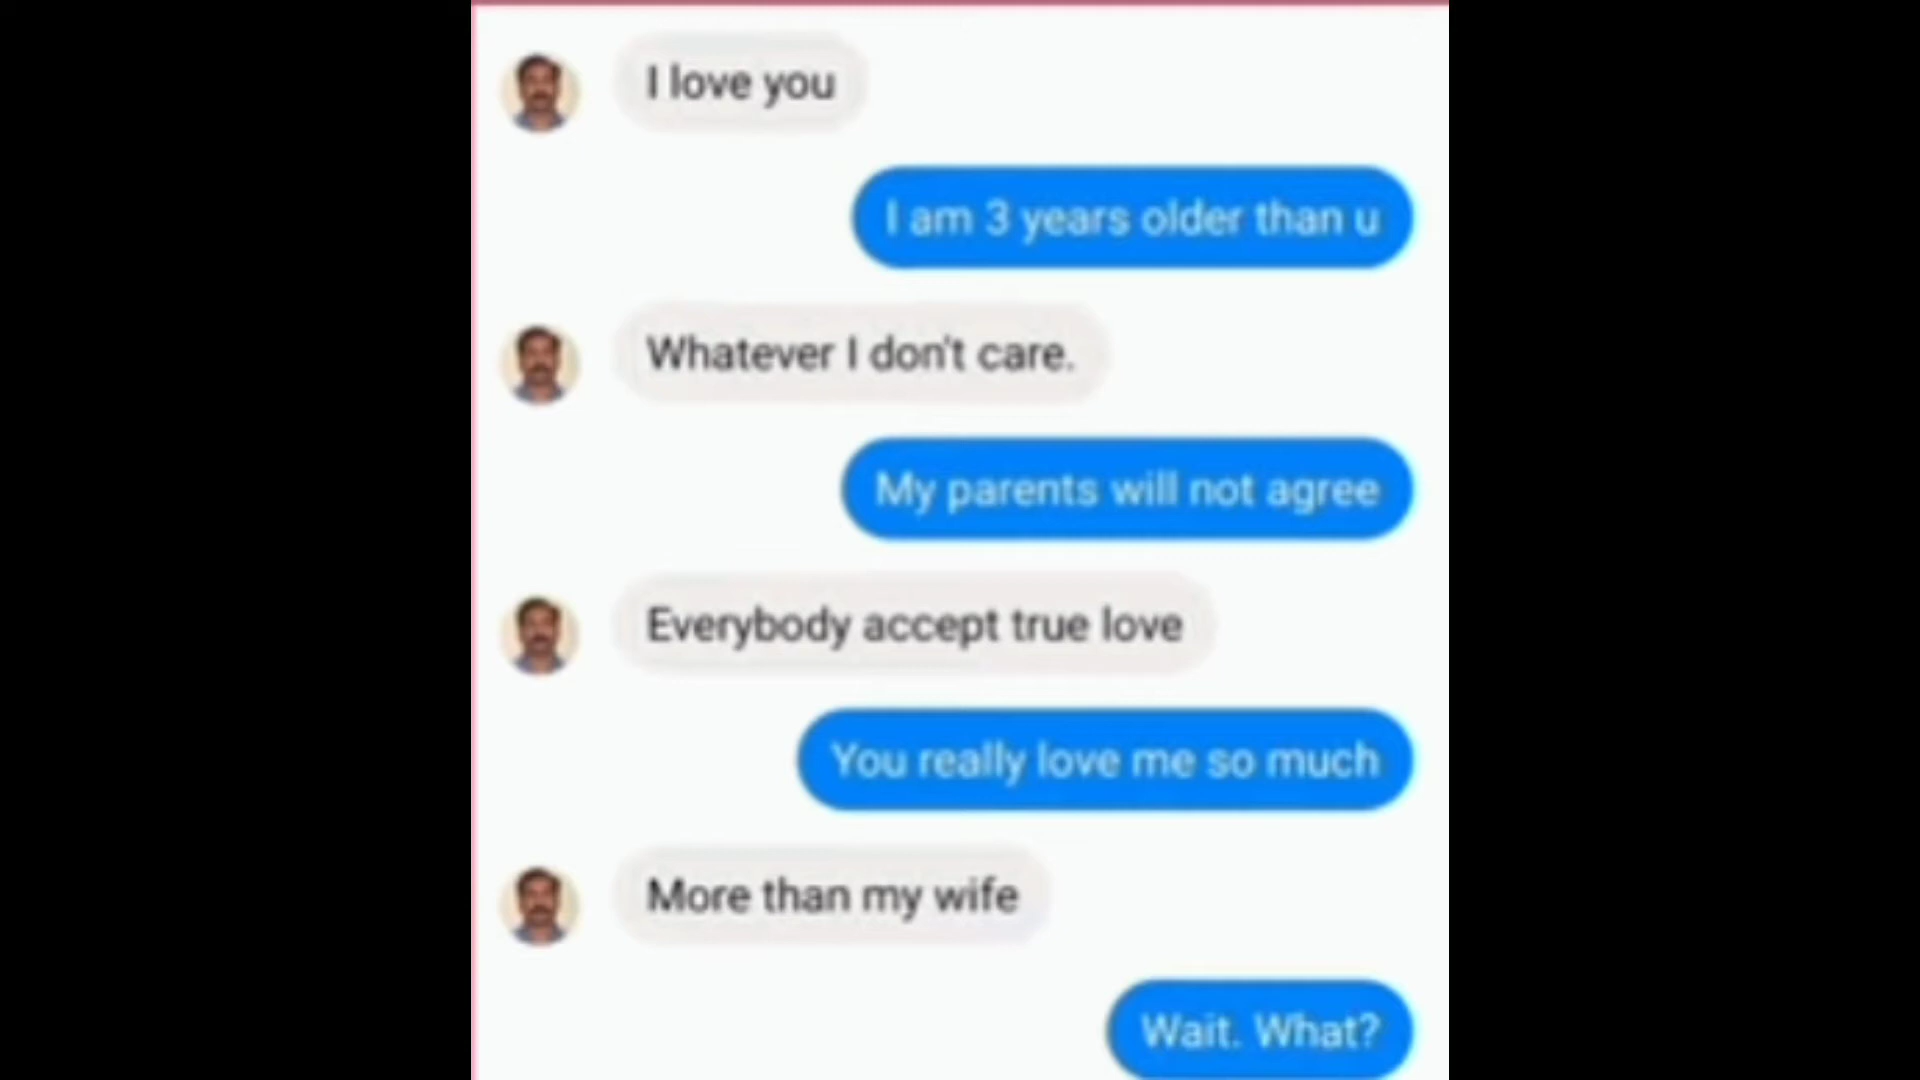 I love you
I am 3 years older than u
Whatever I don't care.
My parents will not agree
Everybody accept true love
You really love me so much
More than my wife
Wait. What?